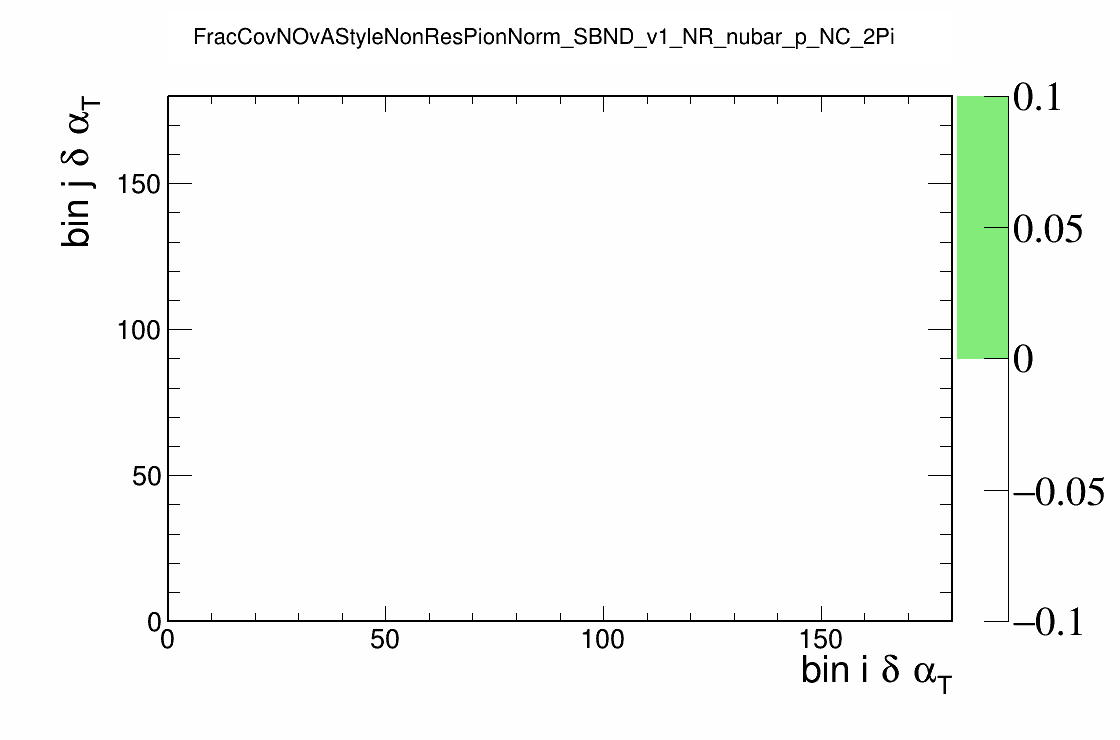 FracCovNOvAStyleNonResPionNorm_SBND_v1_NR_nubar_p_NC_2Pi
bin j δ α_T
150
100
50
0
0 50 100 150
bin i δ α_T
0.1
0.05
0
−0.05
−0.1